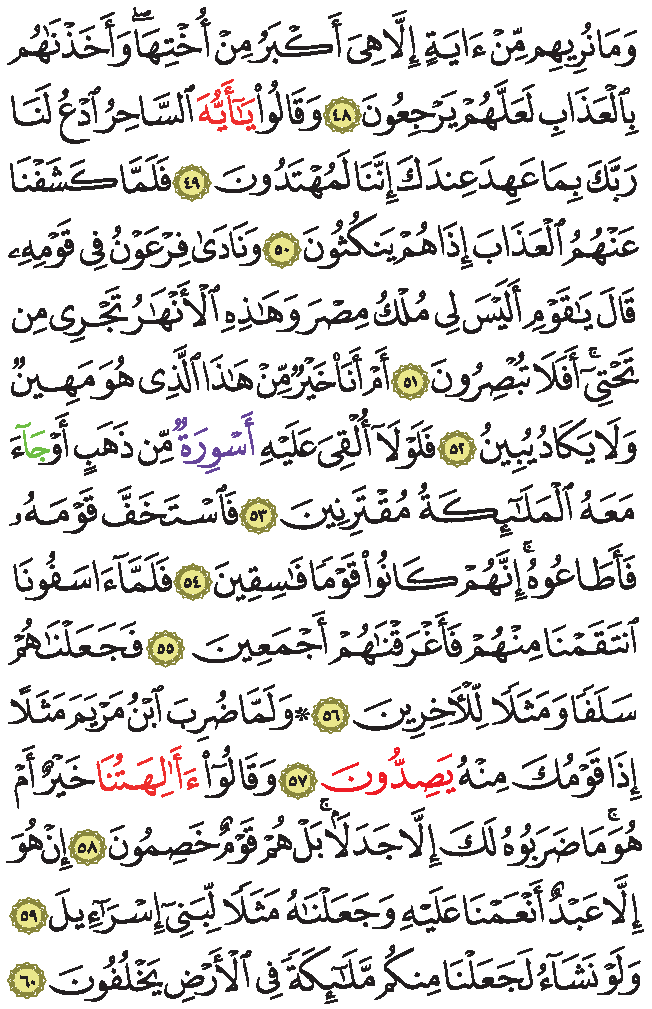 وَمَا نُرِيهِم مِّنْ ءَايَةٍ إِلَّا هِىَ أَكْبَرُ مِنْ أُخْتِهَا ۖ وَأَخَذْنَٰهُم
بِٱلْعَذَابِ لَعَلَّهُمْ يَرْجِعُونَ ٤٨ وَقَالُوا۟ يَٰٓأَيُّهَ ٱلسَّاحِرُ ٱدْعُ لَنَا
رَبَّكَ بِمَا عَهِدَ عِندَكَ إِنَّنَا لَمُهْتَدُونَ ٤٩ فَلَمَّا كَشَفْنَا
عَنْهُمُ ٱلْعَذَابَ إِذَا هُمْ يَنكُثُونَ ٥٠ وَنَادَىٰ فِرْعَوْنُ فِى قَوْمِهِۦ
قَالَ يَٰقَوْمِ أَلَيْسَ لِى مُلْكُ مِصْرَ وَهَٰذِهِ ٱلْأَنْهَٰرُ تَجْرِى مِن
تَحْتِىٓ ۚ أَفَلَا تُبْصِرُونَ ٥١ أَمْ أَنَا۠ خَيْرٌ مِّنْ هَٰذَا ٱلَّذِى هُوَ مَهِينٌ
وَلَا يَكَادُ يُبِينُ ٥٢ فَلَوْلَآ أُلْقِىَ عَلَيْهِ أَسْوِرَةٌ مِّن ذَهَبٍ أَوْ جَآءَ
مَعَهُ ٱلْمَلَٰٓئِكَةُ مُقْتَرِنِينَ ٥٣ فَٱسْتَخَفَّ قَوْمَهُۥ
فَأَطَاعُوهُ ۚ إِنَّهُمْ كَانُوا۟ قَوْمًا فَٰسِقِينَ ٥٤ فَلَمَّآ ءَاسَفُونَا
ٱنتَقَمْنَا مِنْهُمْ فَأَغْرَقْنَٰهُمْ أَجْمَعِينَ ٥٥ فَجَعَلْنَٰهُمْ
سَلَفًا وَمَثَلًا لِّلْـَٔاخِرِينَ ٥٦ ۞ وَلَمَّا ضُرِبَ ٱبْنُ مَرْيَمَ مَثَلًا
إِذَا قَوْمُكَ مِنْهُ يَصِدُّونَ ٥٧ وَقَالُوٓا۟ ءَأَٰلِهَتُنَا خَيْرٌ أَمْ
هُوَ ۚ مَا ضَرَبُوهُ لَكَ إِلَّا جَدَلًۢا ۚ بَلْ هُمْ قَوْمٌ خَصِمُونَ ٥٨ إِنْ هُوَ
إِلَّا عَبْدٌ أَنْعَمْنَا عَلَيْهِ وَجَعَلْنَٰهُ مَثَلًا لِّبَنِىٓ إِسْرَٰٓءِيلَ ٥٩
وَلَوْ نَشَآءُ لَجَعَلْنَا مِنكُم مَّلَٰٓئِكَةً فِى ٱلْأَرْضِ يَخْلُفُونَ ٦٠